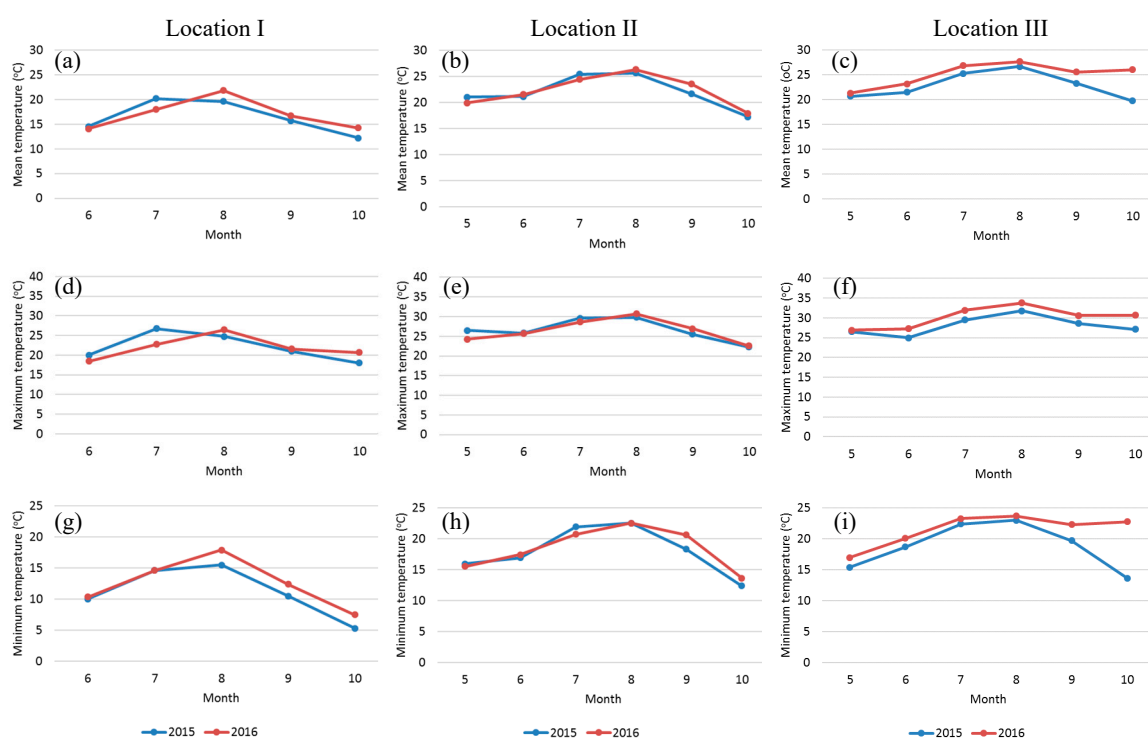 Location I
Location II
Location III
(a)
Mean temperature (°C)
30
25
20
15
10
5
0
6 7 8 9 10
Month
(b)
Mean temperature (°C)
30
25
20
15
10
5
0
5 6 7 8 9 10
Month
(c)
Mean temperature (oC)
30
25
20
15
10
5
0
5 6 7 8 9 10
Month
(d)
Maximum temperature (°C)
40
35
30
25
20
15
10
5
0
6 7 8 9 10
Month
(e)
Maximum temperature (°C)
40
35
30
25
20
15
10
5
0
5 6 7 8 9 10
Month
(f)
Maximum temperature (°C)
40
35
30
25
20
15
10
5
0
5 6 7 8 9 10
Month
(g)
Minimum temperature (°C)
25
20
15
10
5
0
6 7 8 9 10
Month
(h)
Minimum temperature (°C)
25
20
15
10
5
0
5 6 7 8 9 10
Month
(i)
Minimum temperature (°C)
25
20
15
10
5
0
5 6 7 8 9 10
Month
2015 2016
2015 2016
2015 2016